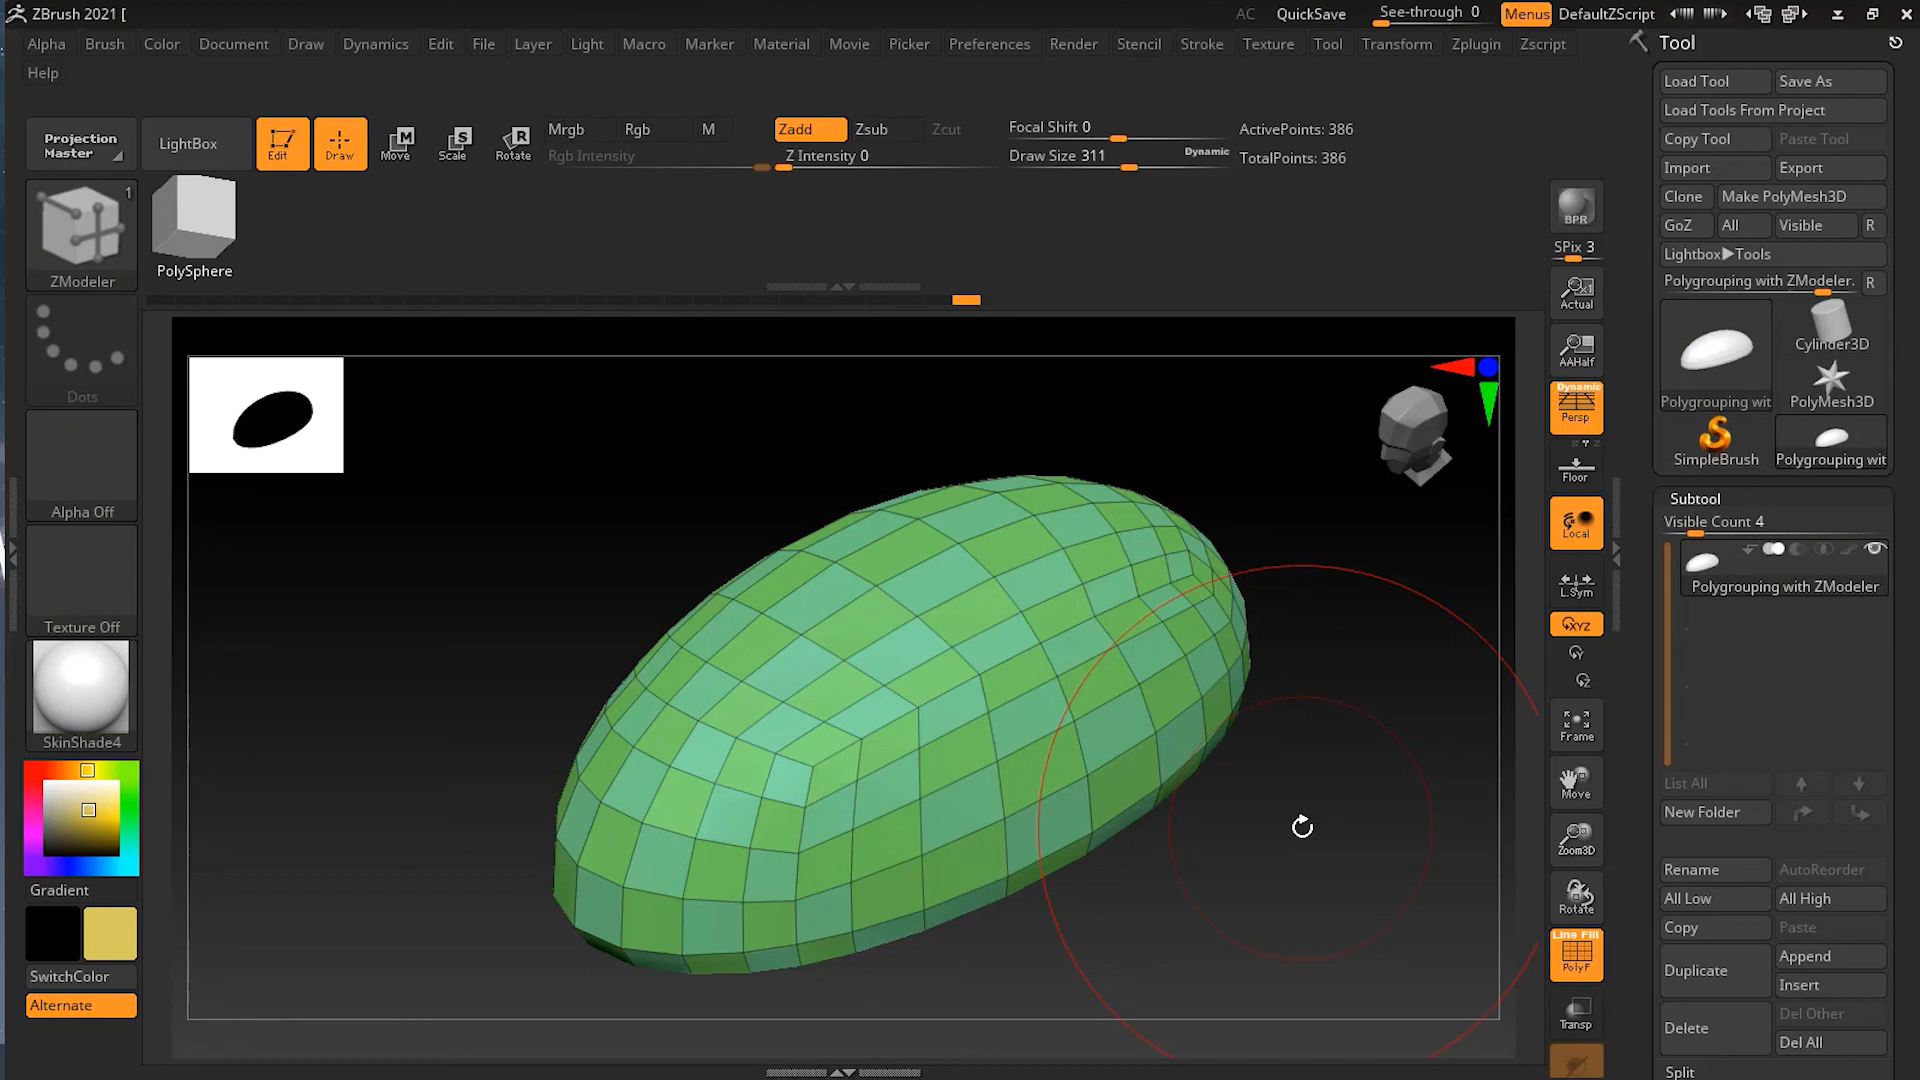 ZBrush 2021 [
AC QuickSave See-through 0 Menus DefaultZScript
Alpha Brush Color Document Draw Dynamics Edit File Layer Light Macro Marker Material Movie Picker Preferences Render Stencil Stroke Texture Tool Transform Zplugin Zscript
Help
Projection Master
LightBox
Edit
Draw
M
Move
S
Scale
R
Rotate
Mrgb Rgb M
Rgb Intensity
Zadd Zsub Zcut
Z Intensity 0
Focal Shift 0
Draw Size 311
Dynamic
ActivePoints: 386
TotalPoints: 386
1
ZModeler
PolySphere
Dots
Alpha Off
Texture Off
SkinShade4
Gradient
SwitchColor
Alternate
BPR
SPix 3
x1
Actual
AAHalf
Dynamic
Persp
Floor
Local
L.Sym
XYZ
Y
Z
Frame
Move
Zoom3D
Rotate
Line Fill
PolyF
Transp
Tool
Load Tool Save As
Load Tools From Project
Copy Tool Paste Tool
Import Export
Clone Make PolyMesh3D
GoZ All Visible R
Lightbox▶Tools
Polygrouping with ZModeler. R
Polygrouping wit
Cylinder3D
PolyMesh3D
SimpleBrush
Polygrouping wit
Subtool
Visible Count 4
Polygrouping with ZModeler
List All
New Folder
Rename AutoReorder
All Low All High
Copy Paste
Duplicate
Append
Insert
Delete
Del Other
Del All
Split